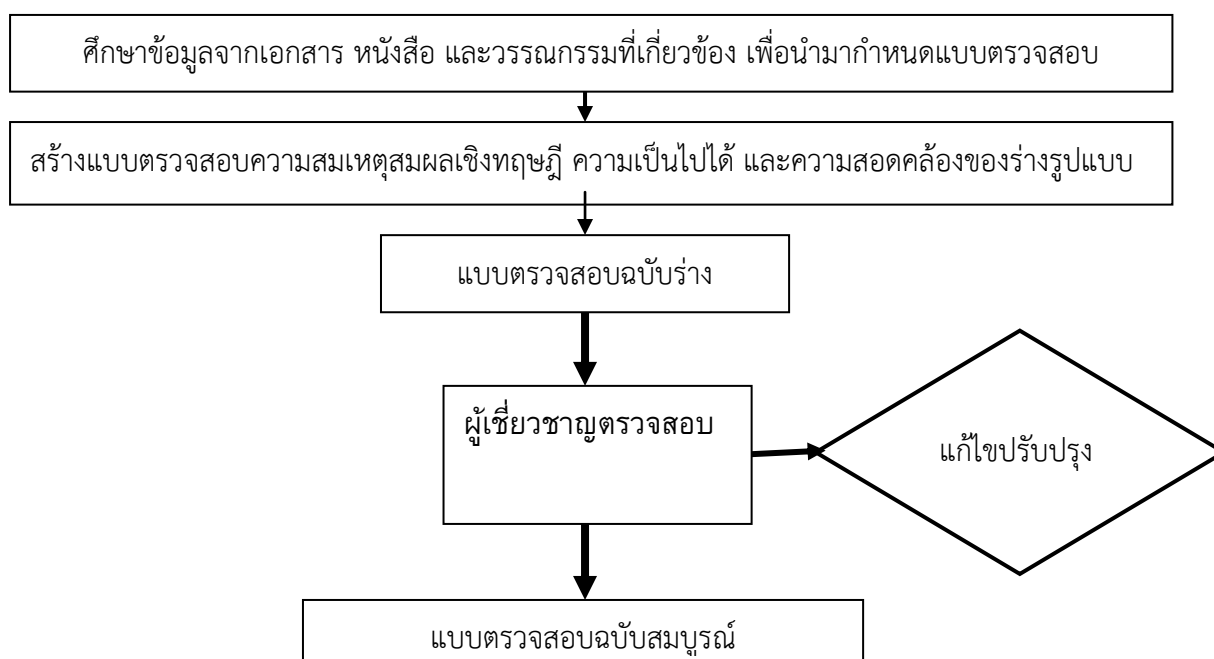 ศึกษาข้อมูลจากเอกสาร หนังสือ และวรรณกรรมที่เกี่ยวข้อง เพื่อนำมากำหนดแบบตรวจสอบ
สร้างแบบตรวจสอบความสมเหตุสมผลเชิงทฤษฎี ความเป็นไปได้ และความสอดคล้องของร่างรูปแบบ
แบบตรวจสอบฉบับร่าง
ผู้เชี่ยวชาญตรวจสอบ
แก้ไขปรับปรุง
แบบตรวจสอบฉบับสมบูรณ์